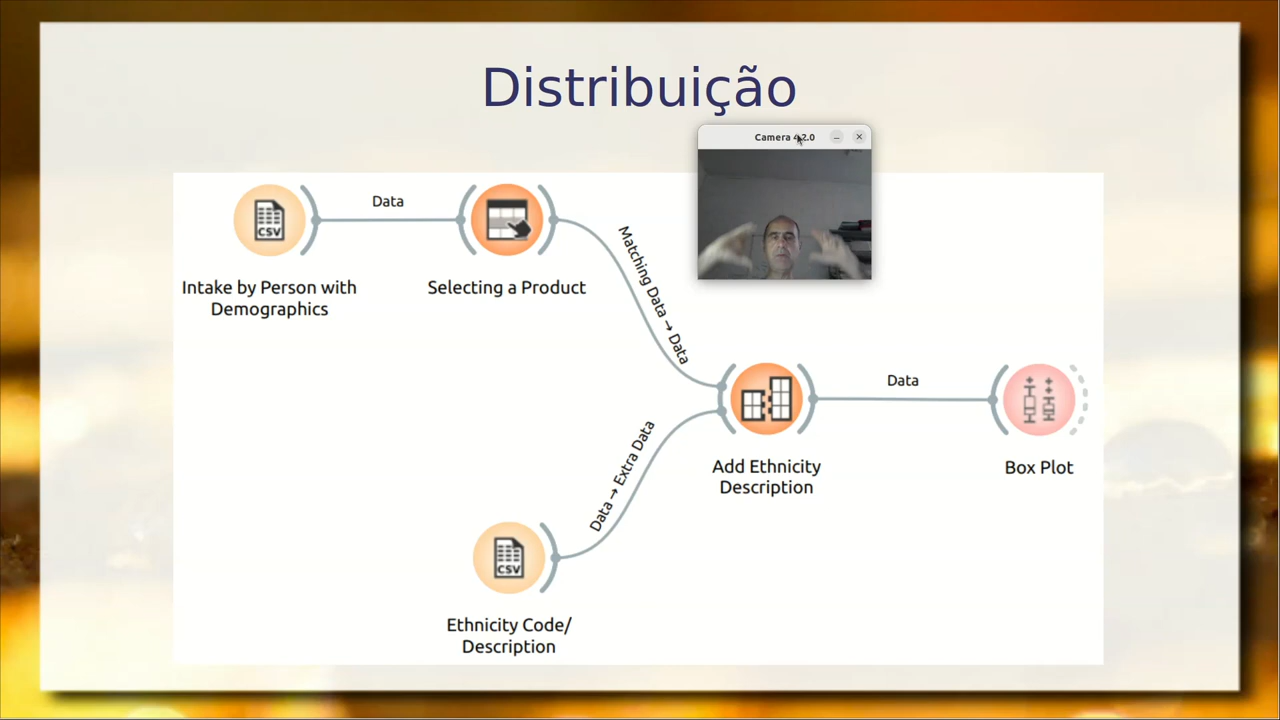 Distribuição
Camera 4.2.0
Data
CSV
Intake by Person with
Demographics
Selecting a Product
Matching Data → Data
Data
Add Ethnicity
Description
Box Plot
Data → Extra Data
CSV
Ethnicity Code/
Description